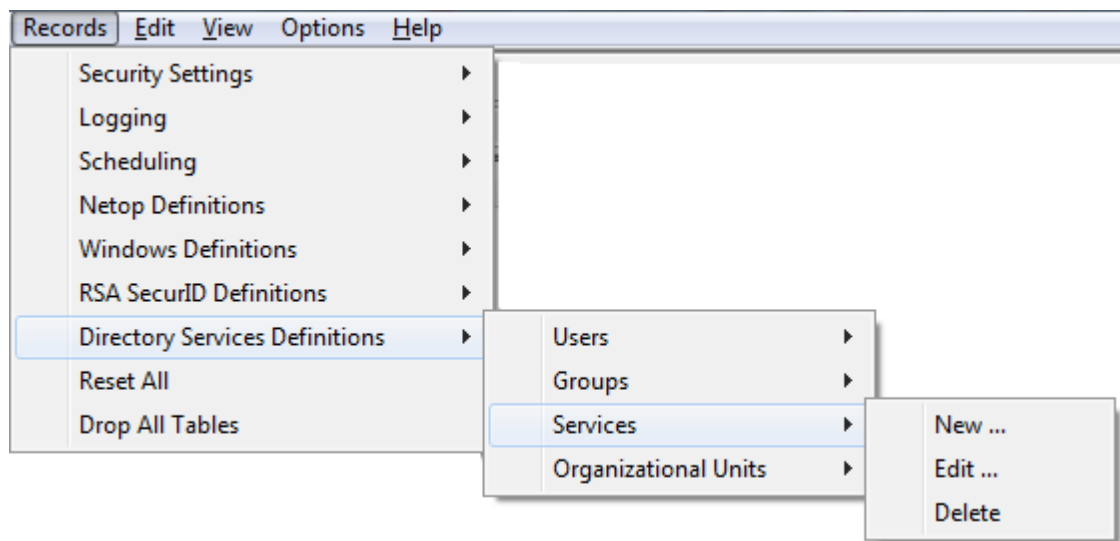 Records Edit View Options Help
Security Settings
Logging
Scheduling
Netop Definitions
Windows Definitions
RSA SecurID Definitions
Directory Services Definitions
Reset All
Drop All Tables
Users
Groups
Services
Organizational Units
New ...
Edit ...
Delete